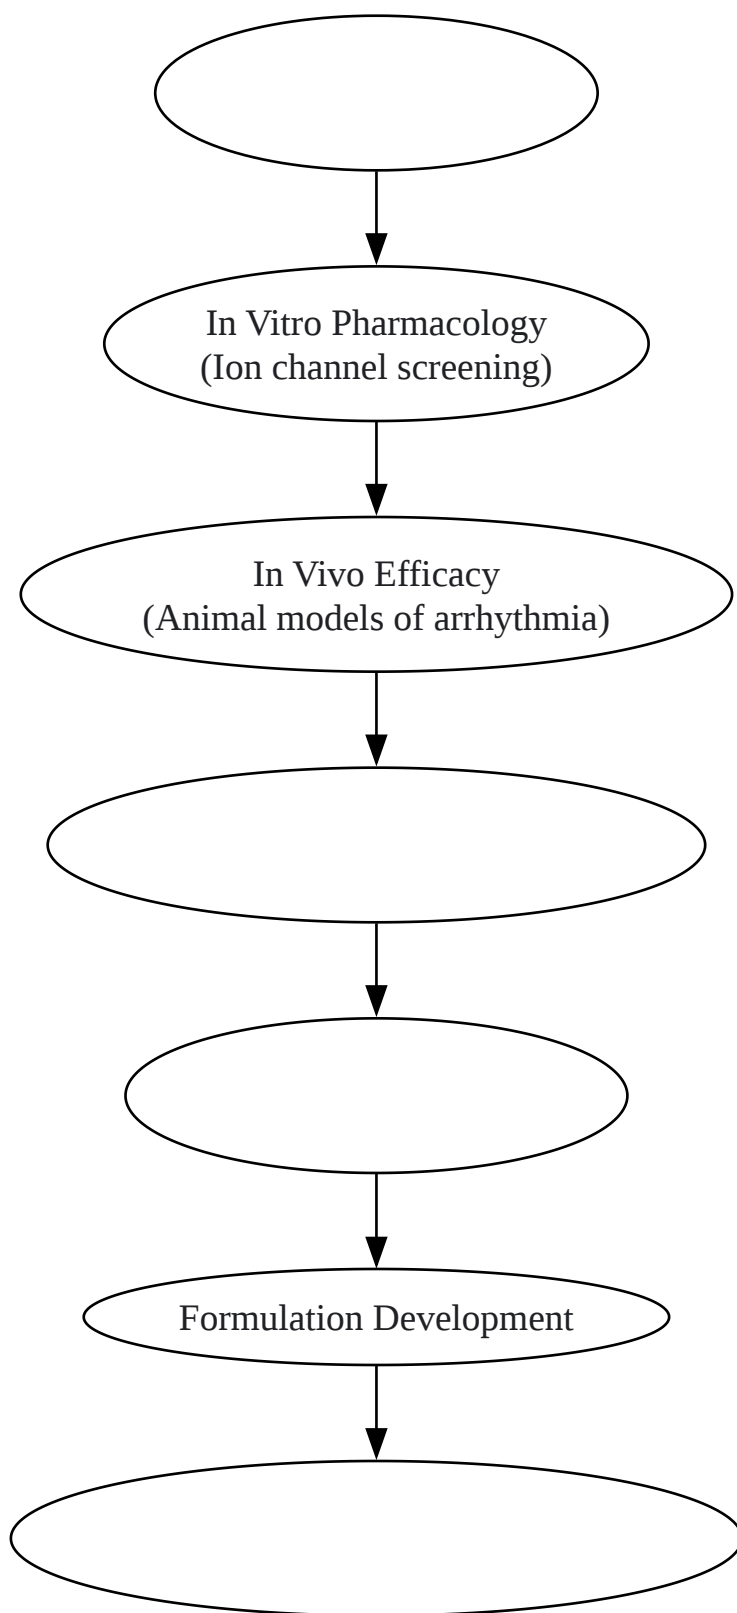 In Vitro Pharmacology
(Ion channel screening)
In Vivo Efficacy
(Animal models of arrhythmia)
Formulation Development